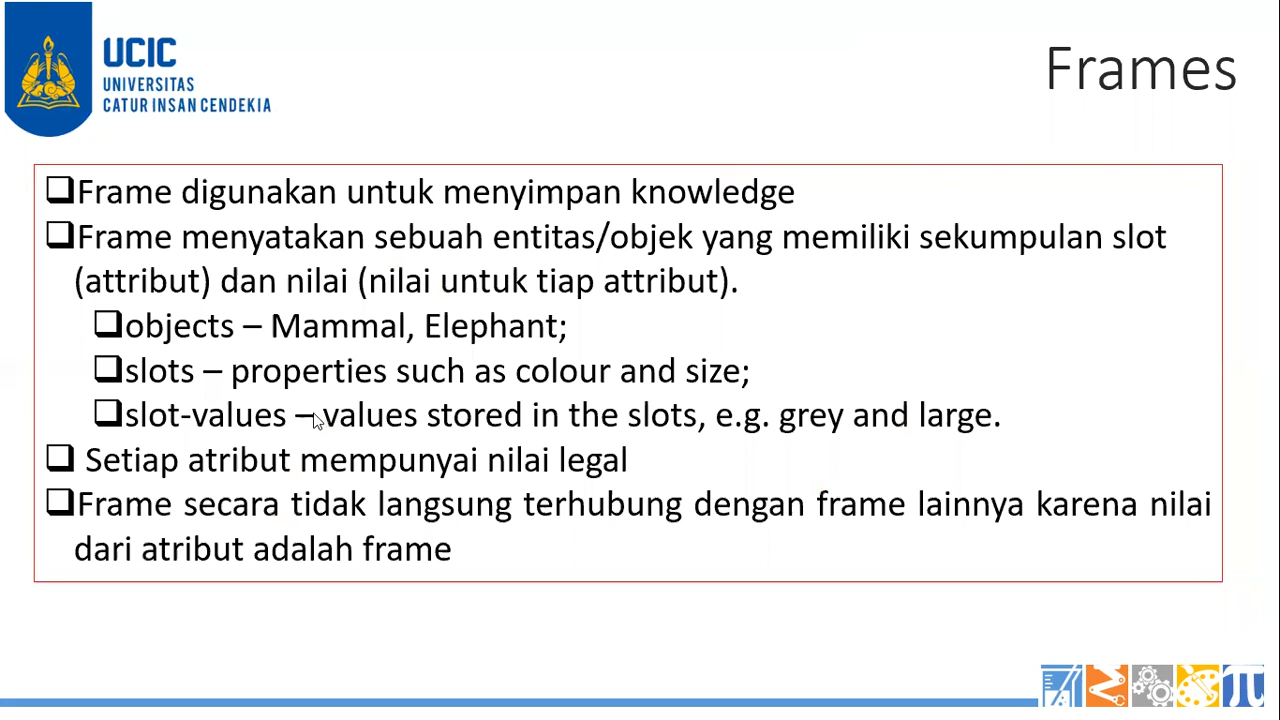 UCIC
UNIVERSITAS
CATUR INSAN CENDEKIA
Frames
Frame digunakan untuk menyimpan knowledge
Frame menyatakan sebuah entitas/objek yang memiliki sekumpulan slot
(attribut) dan nilai (nilai untuk tiap attribut).
objects – Mammal, Elephant;
slots – properties such as colour and size;
slot-values – values stored in the slots, e.g. grey and large.
Setiap atribut mempunyai nilai legal
Frame secara tidak langsung terhubung dengan frame lainnya karena nilai
dari atribut adalah frame